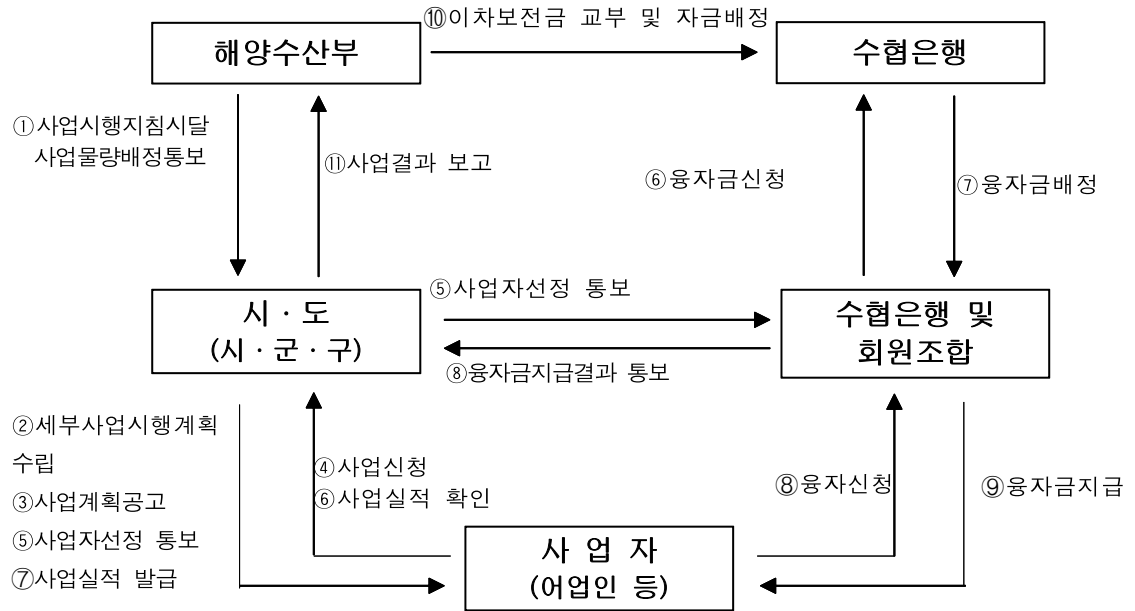 ⑩이차보전금 교부 및 자금배정
해양수산부
수협은행
①사업시행지침시달
사업물량배정통보
⑪사업결과 보고
⑥융자금신청
⑦융자금배정
시·도
(시·군·구)
⑤사업자선정 통보
⑧융자금지급결과 통보
수협은행 및
회원조합
②세부사업시행계획
수립
③사업계획공고
⑤사업자선정 통보
⑦사업실적 발급
④사업신청
⑥사업실적 확인
⑧융자신청
⑨융자금지급
사 업 자
(어업인 등)